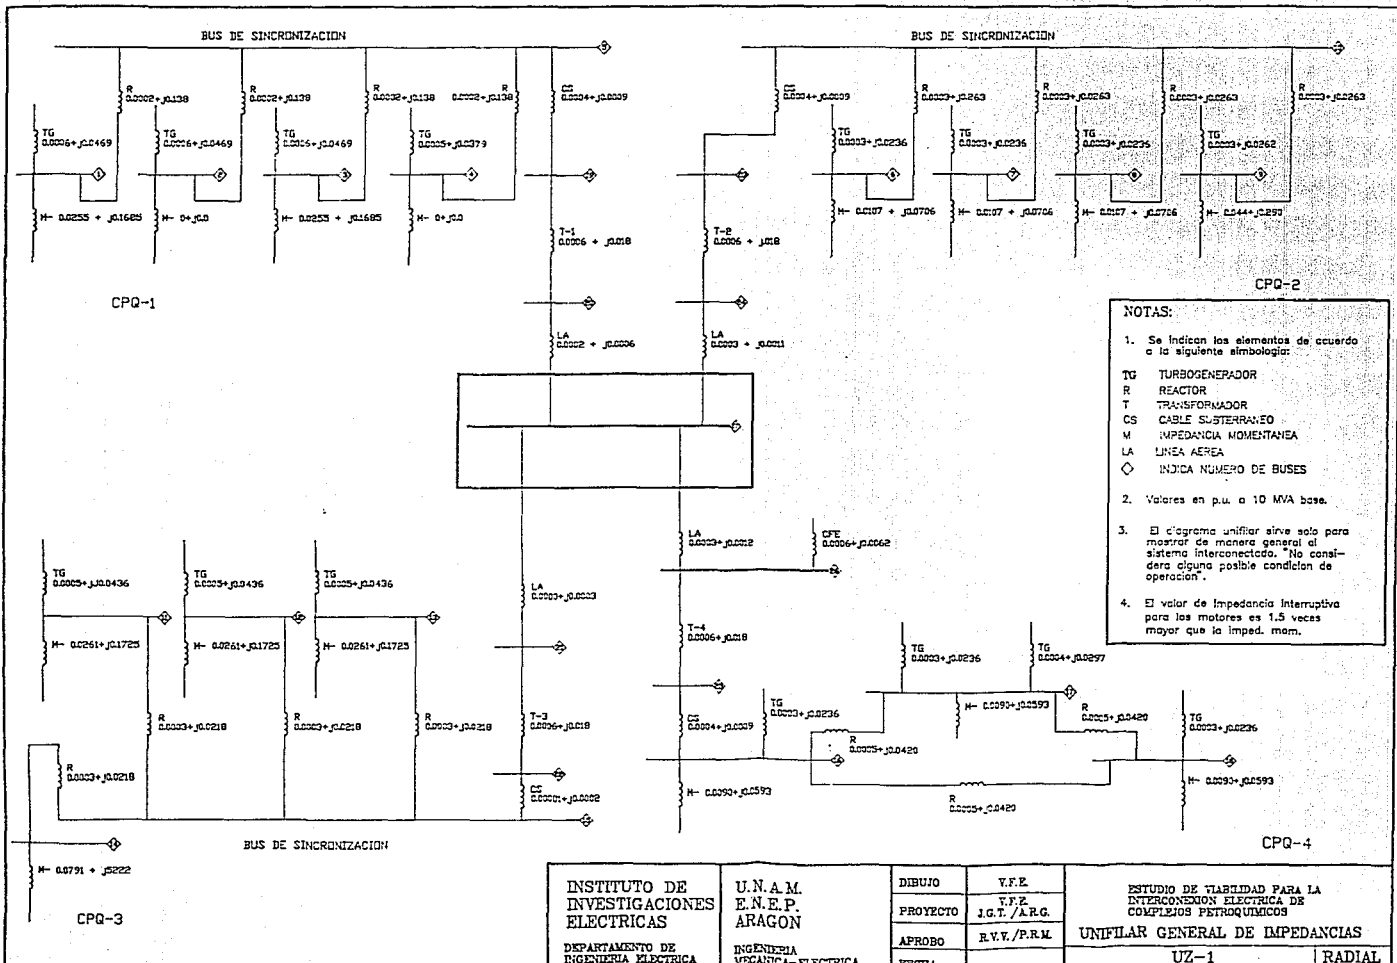 BUS DE SINCRONIZACION
R
0.0002+j0.138
R
0.0002+j0.138
R
0.0002+j0.138
R
0.0002+j0.138
CS
0.0004+j0.0009
TG
0.0006+j0.0469
TG
0.0006+j0.0469
TG
0.0006+j0.0469
TG
0.0005+j0.0379
1
2
3
4
M- 0.0255 + j0.1685
M- 0+j0.0
M- 0.0255 + j0.1685
M- 0+j0.0
T-1
0.0006 + j0.018
LA
0.0002 + j0.0006
CPQ-1
BUS DE SINCRONIZACION
CS
0.0004+j0.0009
R
0.0003+j0.263
R
0.0003+j0.0263
R
0.0003+j0.0263
R
0.0003+j0.0263
TG
0.0003+j0.0236
TG
0.0003+j0.0236
TG
0.0003+j0.0236
TG
0.0003+j0.0262
6
7
8
9
M- 0.0107 + j0.0706
M- 0.0107 + j0.0706
M- 0.0107 + j0.0706
M- 0.044+j0.290
T-2
0.0006 + j.018
LA
0.0003 + j0.0011
CPQ-2
NOTAS:
1. Se indican los elementos de acuerdo
a la siguiente simbologia:
TG TURBOGENERADOR
R REACTOR
T TRANSFORMADOR
CS CABLE SUBTERRANEO
M IMPEDANCIA MOMENTANEA
LA LINEA AEREA
INDICA NUMERO DE BUSES
2. Valores en p.u. a 10 MVA base.
3. El diagrama unifilar sirve solo para
mostrar de manera general al
sistema interconectado. "No consi-
dera alguna posible condicion de
operacion".
4. El valor de impedancia interruptiva
para los motores es 1.5 veces
mayor que la imped. mom.
TG
0.0005+j.0.0436
TG
0.0005+j0.0436
TG
0.0005+j0.0436
M- 0.0261+j0.1725
M- 0.0261+j0.1725
M- 0.0261+j0.1725
R
0.0003+j0.0218
R
0.0003+j0.0218
R
0.0003+j0.0218
R
0.0003+j0.0218
LA
0.0003+j0.0003
T-3
0.0006+j0.018
CS
0.00001+j0.0002
BUS DE SINCRONIZACION
M- 0.0791 + j5222
CPQ-3
LA
0.0003+j0.0012
CFE
0.0006+j0.0062
T-4
0.0006+j0.018
CS
0.0004+j0.0009
TG
0.0003+j0.0236
M- 0.0090+j0.0593
TG
0.0003+j0.0236
TG
0.0004+j0.0297
17
M- 0.0090+j0.0593
R
0.0005+j0.0420
R
0.0005+j0.0420
R
0.0005+j0.0420
TG
0.0003+j0.0236
M- 0.0090+j0.0593
CPQ-4
INSTITUTO DE
INVESTIGACIONES
ELECTRICAS
DEPARTAMENTO DE
INGENIERIA ELECTRICA
U.N.A.M.
E.N.E.P.
ARAGON
INGENIERIA
MECANICA-ELECTRICA
DIBUJO V.F.E.
PROYECTO V.F.E.
J.G.T. /A.R.G.
APROBO R.V.V./P.R.M.
ESTUDIO DE VIABILIDAD PARA LA
INTERCONEXION ELECTRICA DE
COMPLEJOS PETROQUIMICOS
UNIFILAR GENERAL DE IMPEDANCIAS
UZ-1 RADIAL